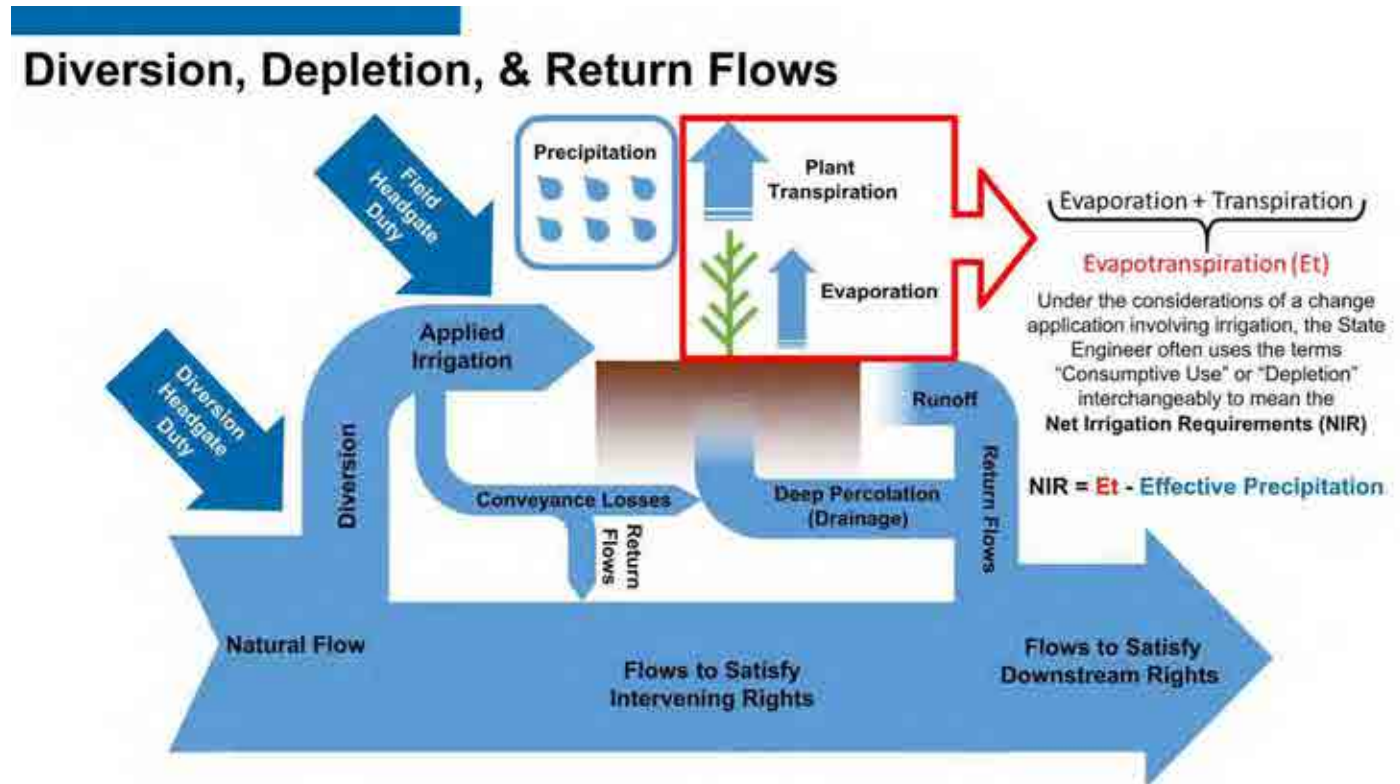 Diversion, Depletion, & Return Flows
Field
Headgate
Duty
Precipitation
Plant
Transpiration
Evaporation
Evaporation + Transpiration
Evapotranspiration (Et)
Under the considerations of a change
application involving irrigation, the State
Engineer often uses the terms
“Consumptive Use” or “Depletion”
interchangeably to mean the
Net Irrigation Requirements (NIR)
NIR = Et - Effective Precipitation
Diversion
Headgate
Duty
Applied
Irrigation
Diversion
Conveyance Losses
Return
Flows
Deep Percolation
(Drainage)
Runoff
Return Flows
Natural Flow
Flows to Satisfy
Intervening Rights
Flows to Satisfy
Downstream Rights